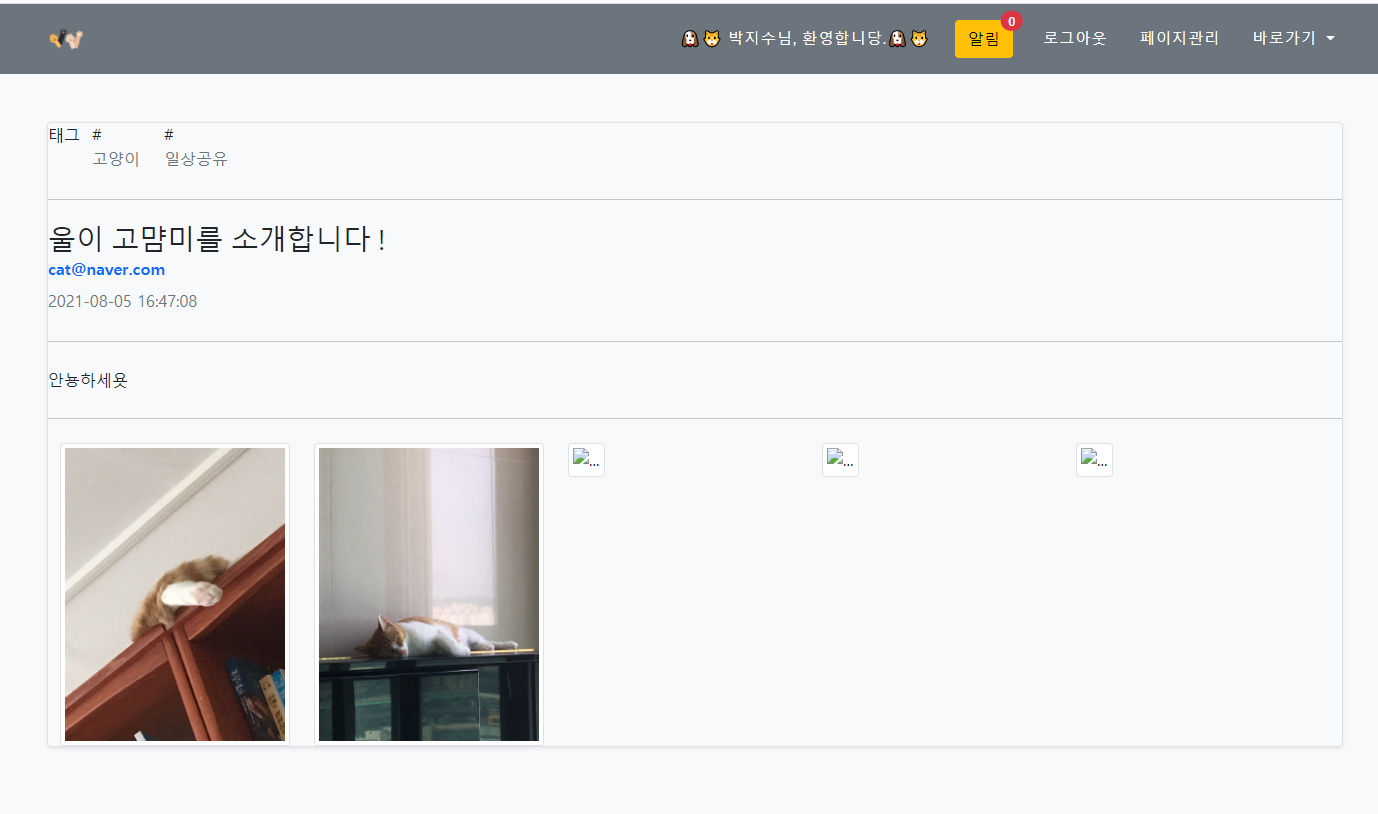 🐶🐱 박지수님, 환영합니당.🐶🐱 알림 0 로그아웃 페이지관리 바로가기
태그 # #
고양이 일상공유
울이 고먐미를 소개합니다 !
cat@naver.com
2021-08-05 16:47:08
안뇽하세욧
... ... ...